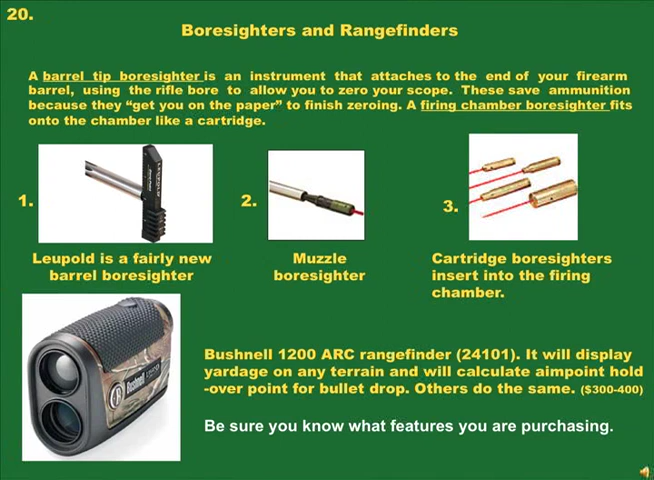 20.
Boresighters and Rangefinders
A barrel tip boresighter is an instrument that attaches to the end of your firearm
barrel, using the rifle bore to allow you to zero your scope. These save ammunition
because they “get you on the paper” to finish zeroing. A firing chamber boresighter fits
onto the chamber like a cartridge.
1.
2.
3.
LEUPOLD
Leupold is a fairly new
barrel boresighter
Muzzle
boresighter
Cartridge boresighters
insert into the firing
chamber.
Bushnell
Bushnell 1200 ARC rangefinder (24101). It will display
yardage on any terrain and will calculate aimpoint hold
-over point for bullet drop. Others do the same. ($300-400)
Be sure you know what features you are purchasing.